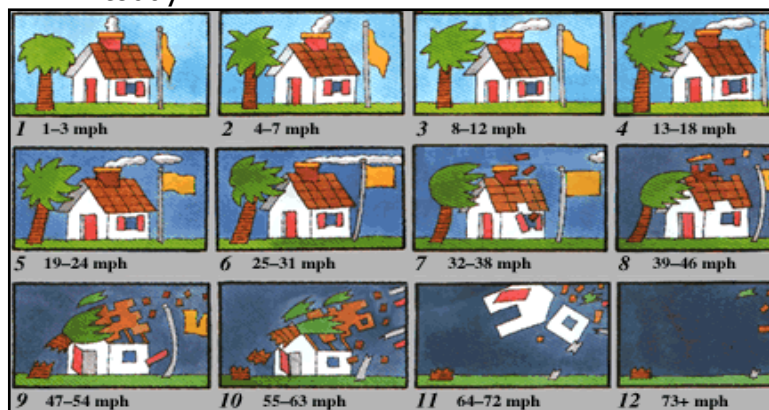 1 1–3 mph
2 4–7 mph
3 8–12 mph
4 13–18 mph
5 19–24 mph
6 25–31 mph
7 32–38 mph
8 39–46 mph
9 47–54 mph
10 55–63 mph
11 64–72 mph
12 73+ mph